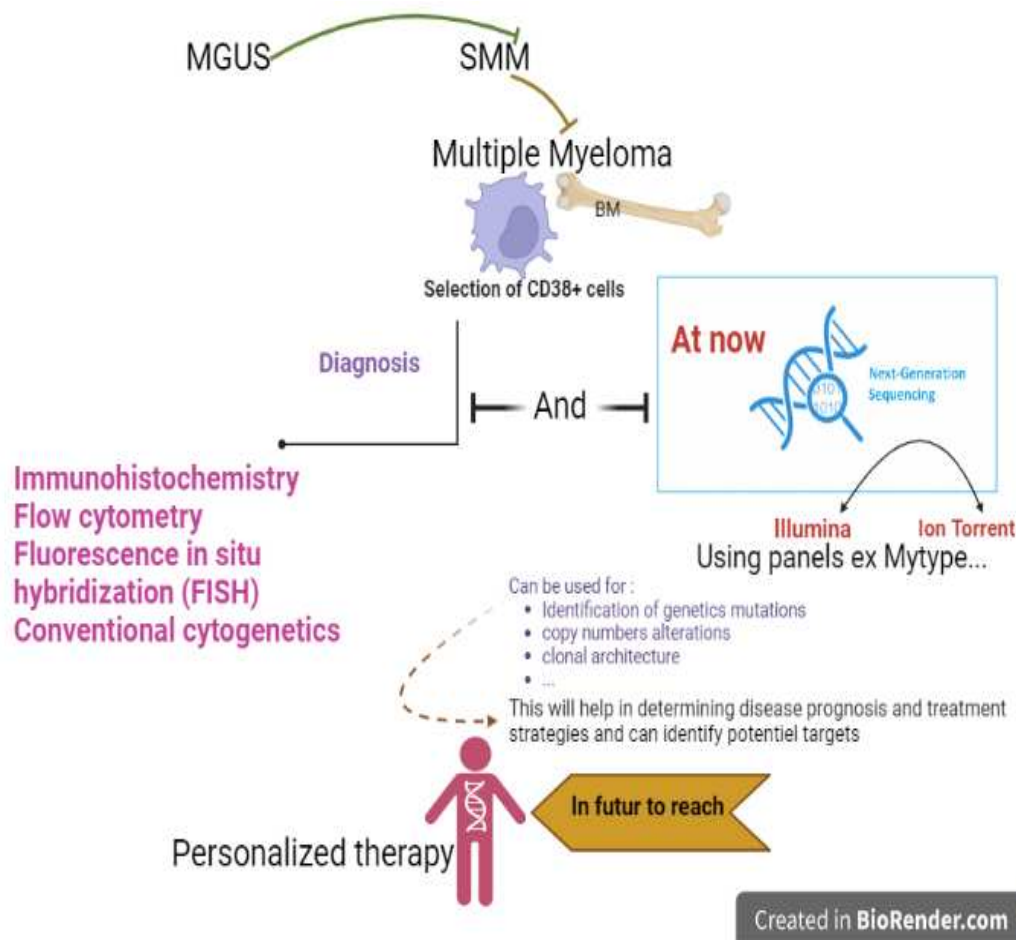 MGUS
SMM
Multiple Myeloma
BM
Selection of CD38+ cells
Diagnosis
And
At now
Next-Generation
Sequencing
0101
1010
Illumina
Ion Torrent
Using panels ex Mytype...
Immunohistochemistry
Flow cytometry
Fluorescence in situ
hybridization (FISH)
Conventional cytogenetics
Can be used for :
• Identification of genetics mutations
• copy numbers alterations
• clonal architecture
• ...
This will help in determining disease prognosis and treatment
strategies and can identify potentiel targets
In futur to reach
Personalized therapy
Created in BioRender.com